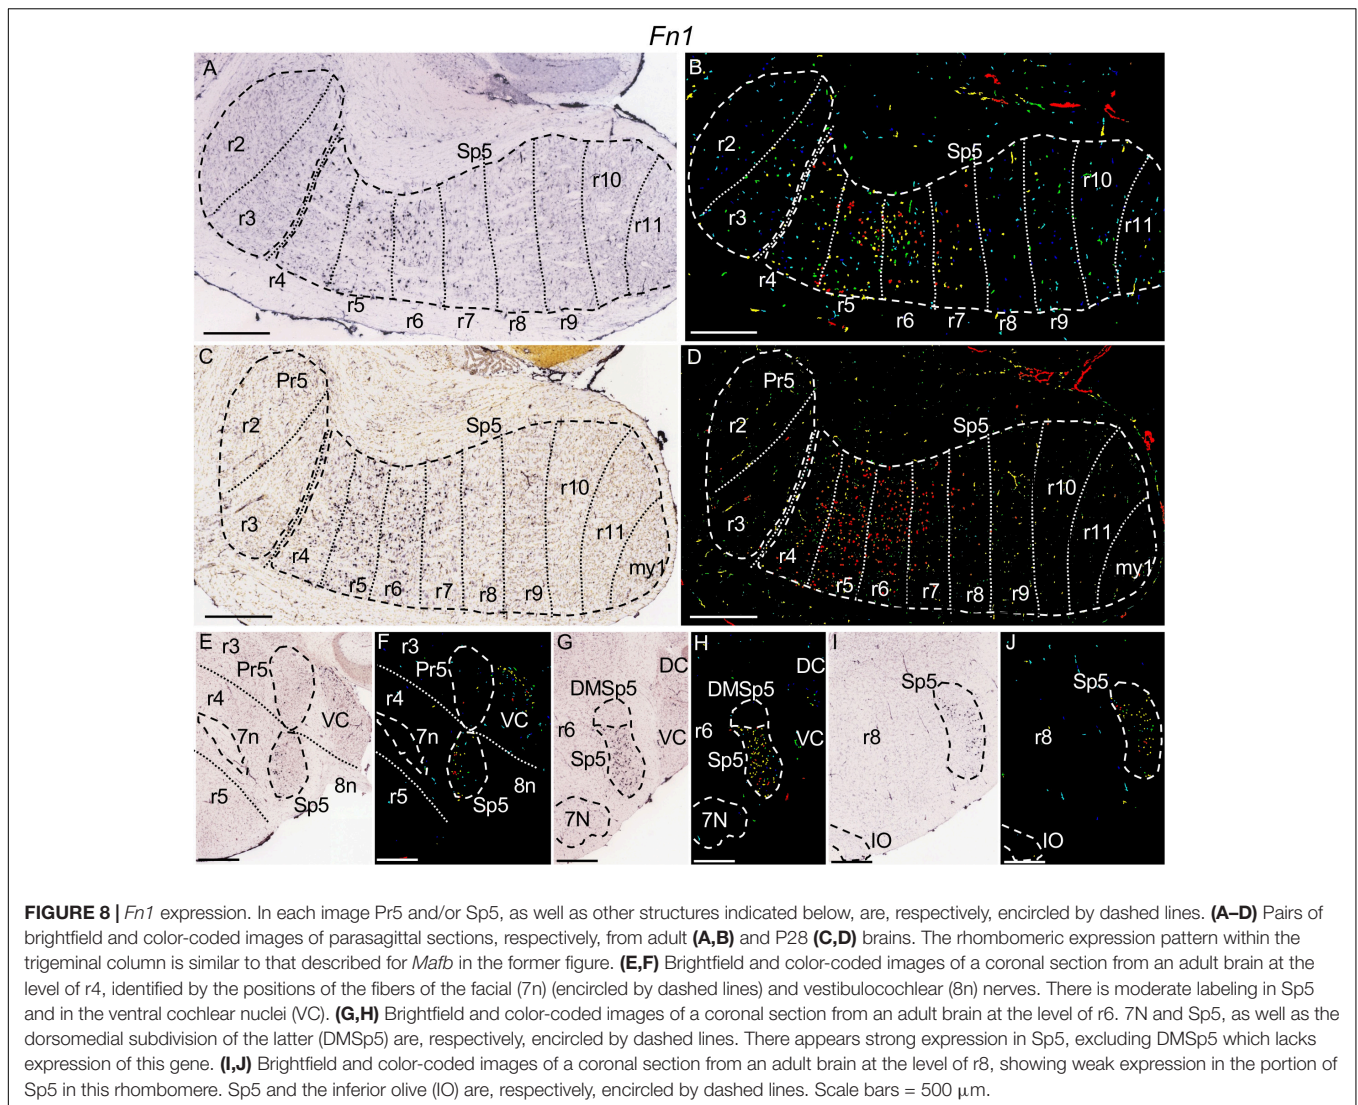 Fn1
A
B
r2
r3
r4
r5
r6
r7
r8
r9
r10
r11
Sp5
r2
r3
r4
r5
r6
r7
r8
r9
r10
r11
Sp5
C
D
Pr5
r2
r3
r4
r5
r6
r7
r8
r9
r10
r11
my1
Sp5
Pr5
r2
r3
r4
r5
r6
r7
r8
r9
r10
r11
my1
Sp5
E
r3
Pr5
r4
7n
VC
r5
8n
Sp5
F
r3
Pr5
r4
7n
VC
r5
8n
Sp5
G
DC
DMSp5
r6
VC
Sp5
7N
H
DC
DMSp5
r6
VC
Sp5
7N
I
Sp5
r8
IO
J
Sp5
r8
IO
FIGURE 8 | Fn1 expression. In each image Pr5 and/or Sp5, as well as other structures indicated below, are, respectively, encircled by dashed lines. (A–D) Pairs of
brightfield and color-coded images of parasagittal sections, respectively, from adult (A,B) and P28 (C,D) brains. The rhombomeric expression pattern within the
trigeminal column is similar to that described for Mafb in the former figure. (E,F) Brightfield and color-coded images of a coronal section from an adult brain at the
level of r4, identified by the positions of the fibers of the facial (7n) (encircled by dashed lines) and vestibulocochlear (8n) nerves. There is moderate labeling in Sp5
and in the ventral cochlear nuclei (VC). (G,H) Brightfield and color-coded images of a coronal section from an adult brain at the level of r6. 7N and Sp5, as well as the
dorsomedial subdivision of the latter (DMSp5) are, respectively, encircled by dashed lines. There appears strong expression in Sp5, excluding DMSp5 which lacks
expression of this gene. (I,J) Brightfield and color-coded images of a coronal section from an adult brain at the level of r8, showing weak expression in the portion of
Sp5 in this rhombomere. Sp5 and the inferior olive (IO) are, respectively, encircled by dashed lines. Scale bars = 500 μm.